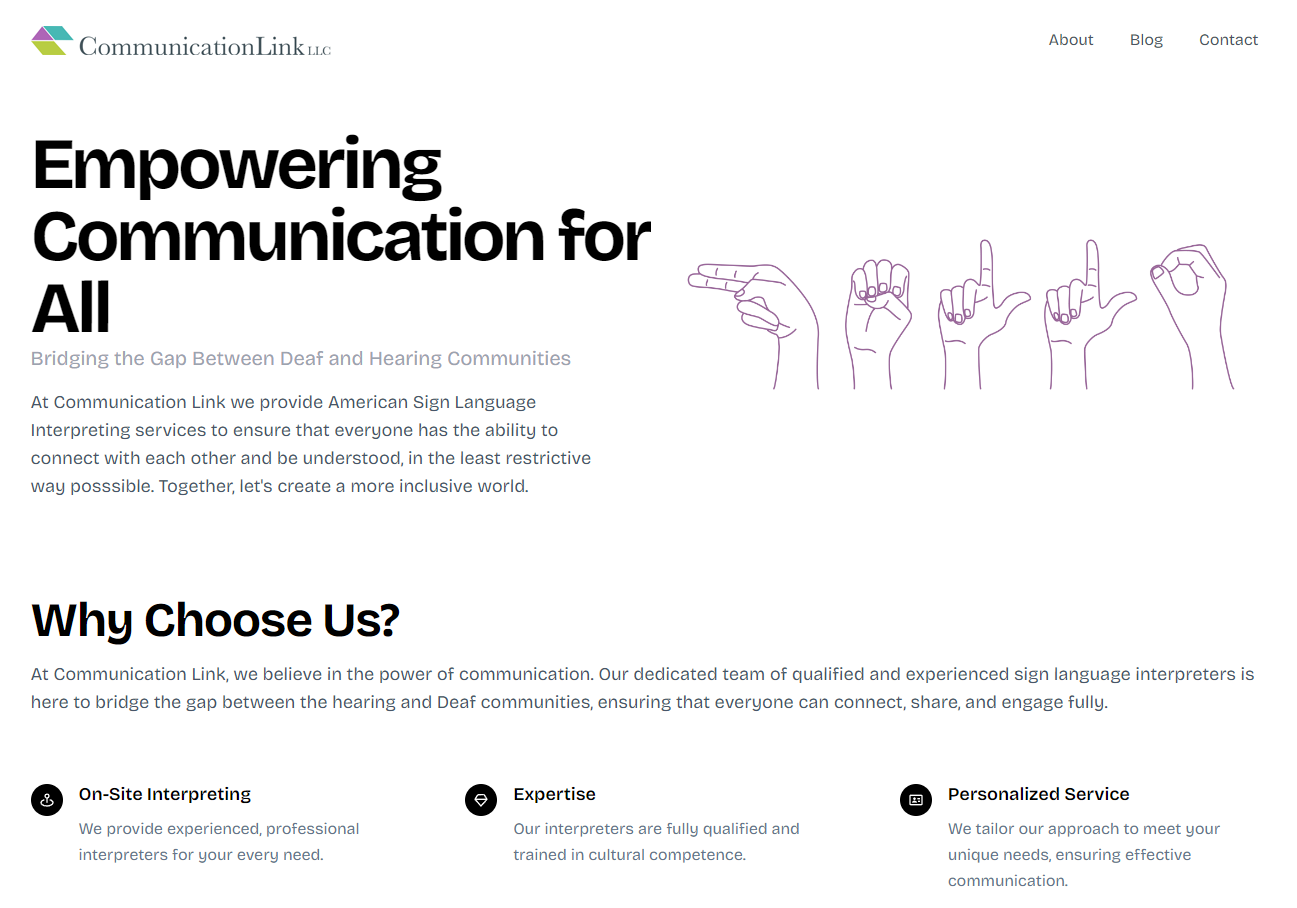 CommunicationLink LLC
About Blog Contact
Empowering
Communication for
All
Bridging the Gap Between Deaf and Hearing Communities
At Communication Link we provide American Sign Language
Interpreting services to ensure that everyone has the ability to
connect with each other and be understood, in the least restrictive
way posssible. Together, let's create a more inclusive world.
Why Choose Us?
At Communication Link, we believe in the power of communication. Our dedicated team of qualified and experienced sign language interpreters is
here to bridge the gap between the hearing and Deaf communities, ensuring that everyone can connect, share, and engage fully.
On-Site Interpreting
We provide experienced, professional
interpreters for your every need.
Expertise
Our interpreters are fully qualified and
trained in cultural competence.
Personalized Service
We tailor our approach to meet your
unique needs, ensuring effective
communication.